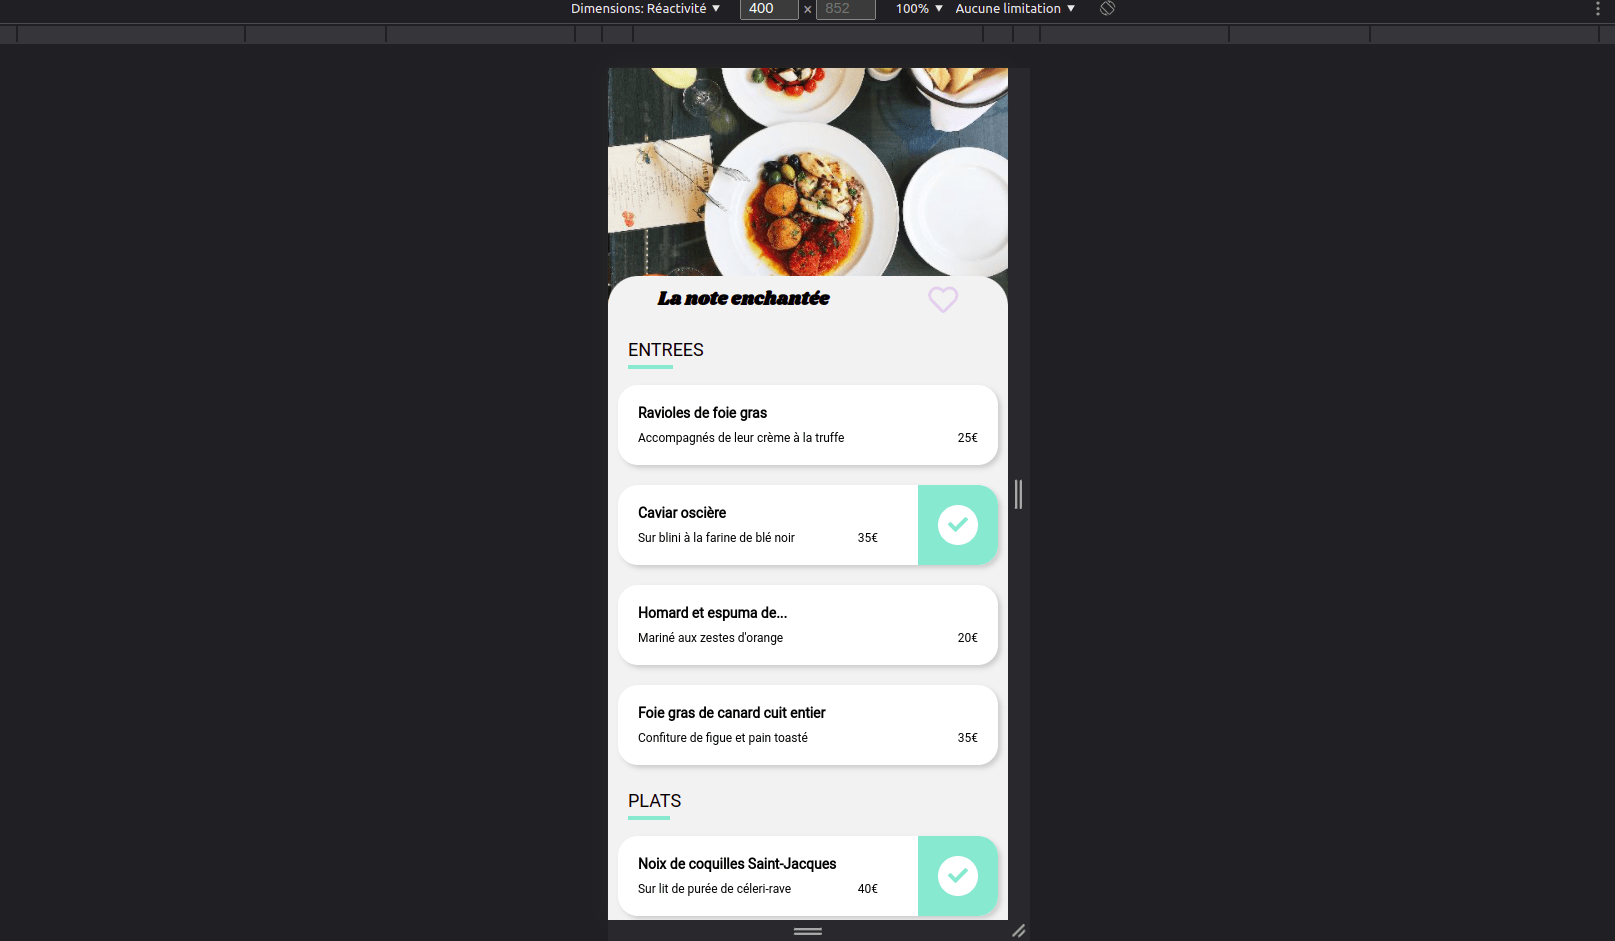 Dimensions: Réactivité ▼ 400 × 852 100% ▼ Aucune limitation ▼
La note enchantée
ENTREES
Ravioles de foie gras
Accompagnés de leur crème à la truffe 25€
Caviar oscière
Sur blini à la farine de blé noir 35€
Homard et espuma de...
Mariné aux zestes d'orange 20€
Foie gras de canard cuit entier
Confiture de figue et pain toasté 35€
PLATS
Noix de coquilles Saint-Jacques
Sur lit de purée de céleri-rave 40€